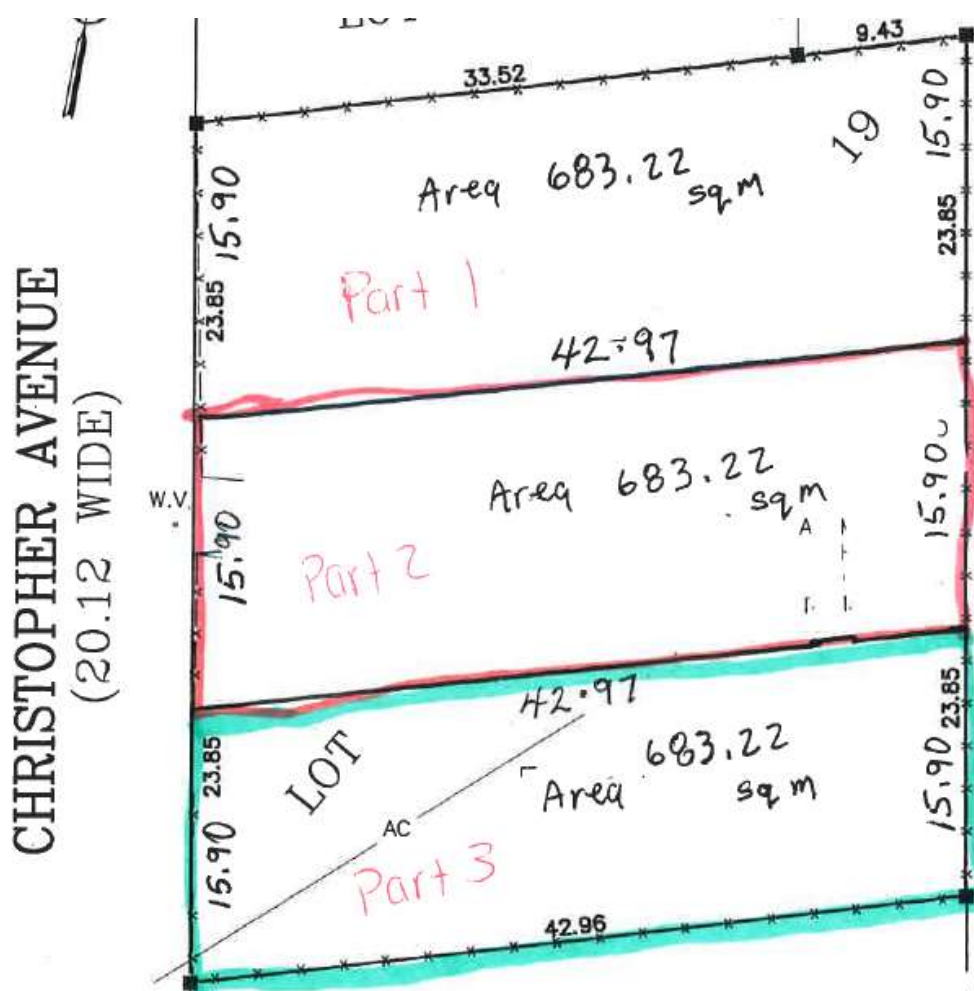 33.52
9.43
15.90
15.90
Area 683.22
sq m
19
23.85
23.85
Part 1
42.97
CHRISTOPHER AVENUE
(20.12 WIDE)
W.V.
15.90
15.90
Area 683.22
sq m
A
Part 2
42.97
23.85
23.85
LOT
683.22
Area sq m
15.90
15.90
AC
Part 3
42.96